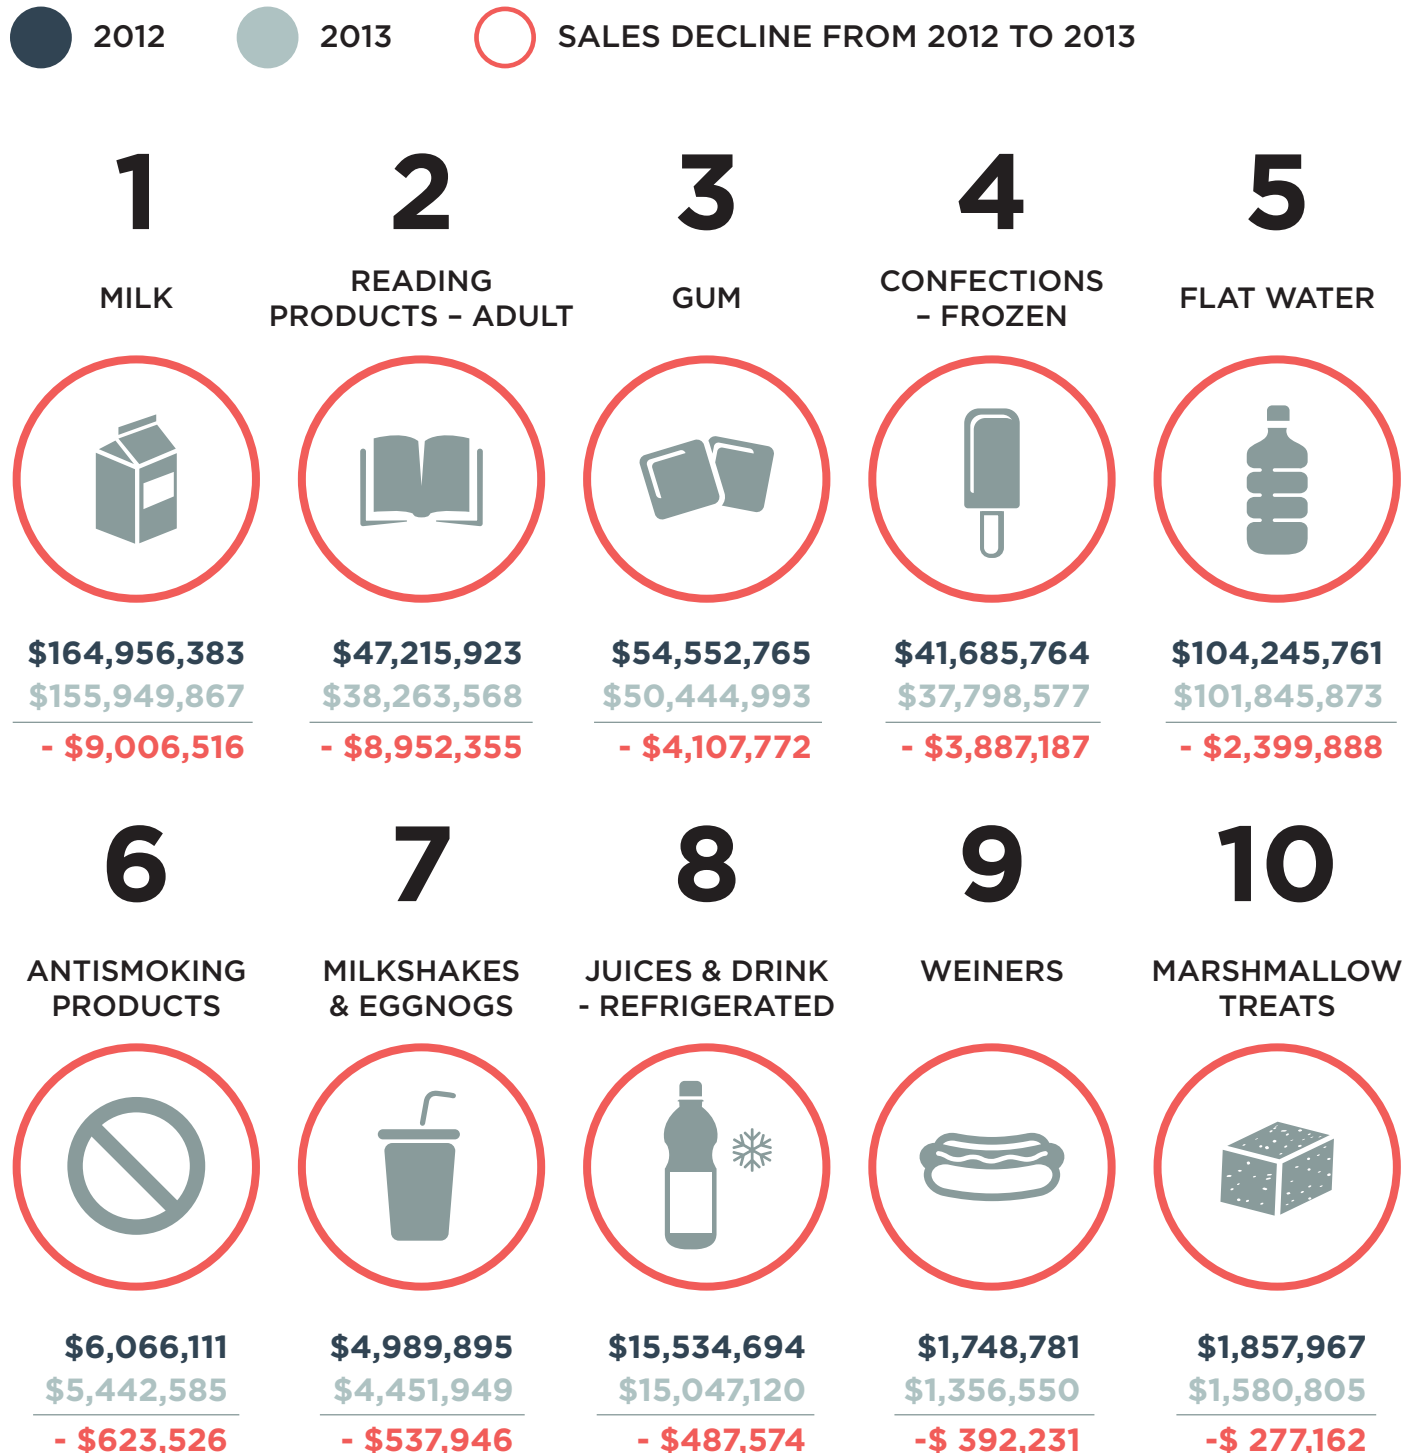 2012 2013 SALES DECLINE FROM 2012 TO 2013
1 2 3 4 5
MILK
READING
PRODUCTS – ADULT
GUM
CONFECTIONS
– FROZEN
FLAT WATER
$164,956,383 $47,215,923 $54,552,765 $41,685,764 $104,245,761
$155,949,867 $38,263,568 $50,444,993 $37,798,577 $101,845,873
- $9,006,516 - $8,952,355 - $4,107,772 - $3,887,187 - $2,399,888
6 7 8 9 10
ANTISMOKING
PRODUCTS
MILKSHAKES
& EGGNOGS
JUICES & DRINK
- REFRIGERATED
WEINERS
MARSHMALLOW
TREATS
$6,066,111 $4,989,895 $15,534,694 $1,748,781 $1,857,967
$5,442,585 $4,451,949 $15,047,120 $1,356,550 $1,580,805
- $623,526 - $537,946 - $487,574 -$ 392,231 -$ 277,162